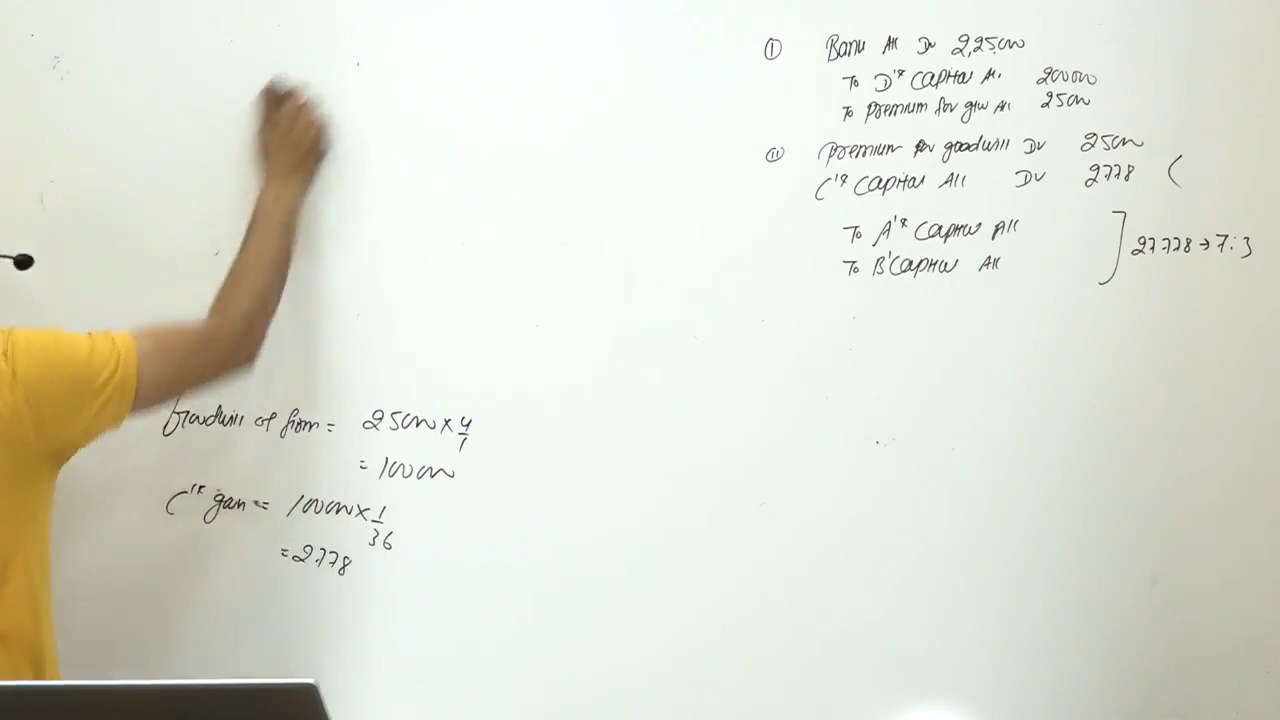 Goodwill of firm = 25000 × 4/1
= 100000
C's gain = 100000 × 1/36
= 2778
① Bank A/c Dr 2,25000
To D's Capital A/c 200000
To Premium for g/w A/c 25000
② Premium for goodwill Dr 25000
C's Capital A/c Dr 2778 (
To A's Capital A/c
To B's Capital A/c ] 27778 → 7:3